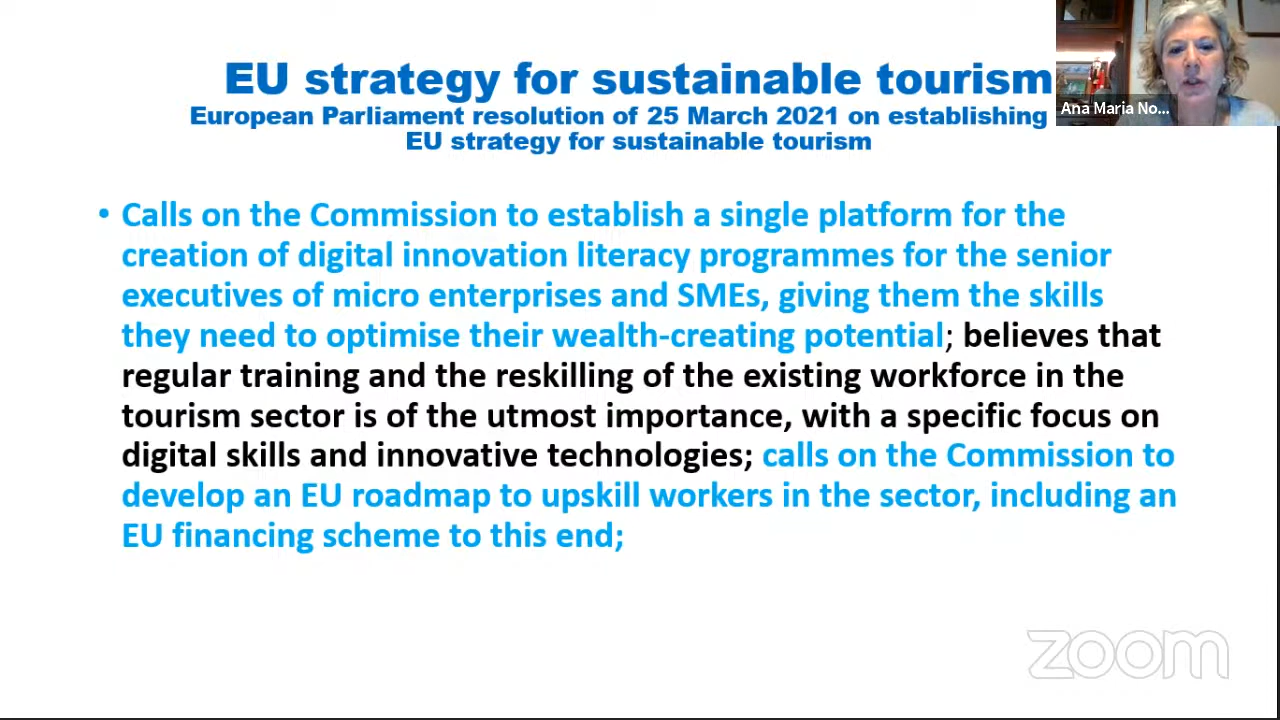 EU strategy for sustainable tourism
European Parliament resolution of 25 March 2021 on establishing
EU strategy for sustainable tourism
Ana Maria No...
• Calls on the Commission to establish a single platform for the
creation of digital innovation literacy programmes for the senior
executives of micro enterprises and SMEs, giving them the skills
they need to optimise their wealth-creating potential; believes that
regular training and the reskilling of the existing workforce in the
tourism sector is of the utmost importance, with a specific focus on
digital skills and innovative technologies; calls on the Commission to
develop an EU roadmap to upskill workers in the sector, including an
EU financing scheme to this end;
zoom